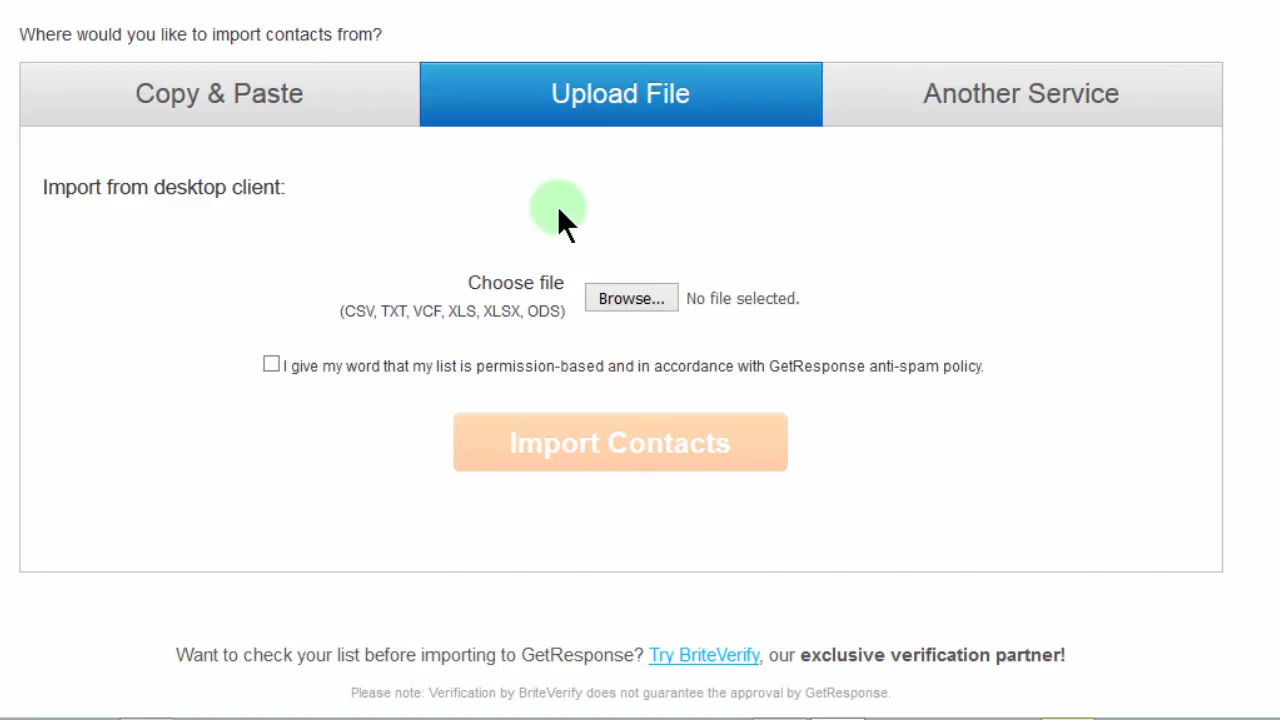 Where would you like to import contacts from?
Copy & Paste
Upload File
Another Service
Import from desktop client:
Choose file
(CSV, TXT, VCF, XLS, XLSX, ODS)
Browse... No file selected.
I give my word that my list is permission-based and in accordance with GetResponse anti-spam policy.
Import Contacts
Want to check your list before importing to GetResponse? Try BriteVerify, our exclusive verification partner!
Please note: Verification by BriteVerify does not guarantee the approval by GetResponse.